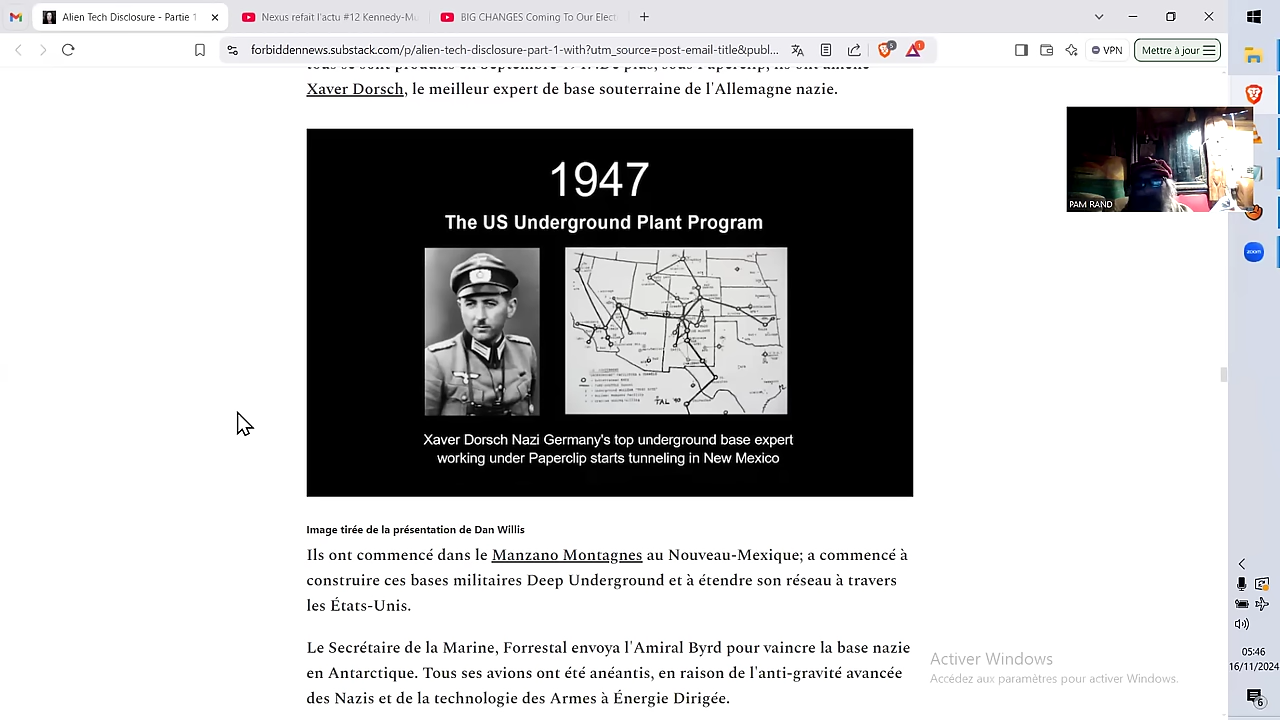 Alien Tech Disclosure - Partie 1
Nexus refait l'actu #12 Kennedy-Mu
BIG CHANGES Coming To Our Elect
forbiddennews.substack.com/p/alien-tech-disclosure-part-1-with?utm_source=post-email-title&publ...
5
1
VPN
Mettre à jour
Xaver Dorsch, le meilleur expert de base souterraine de l'Allemagne nazie.
PAM RAND
zoom
1947
The US Underground Plant Program
TAL '90
Xaver Dorsch Nazi Germany's top underground base expert
working under Paperclip starts tunneling in New Mexico
Image tirée de la présentation de Dan Willis
Ils ont commencé dans le Manzano Montagnes au Nouveau-Mexique; a commencé à
construire ces bases militaires Deep Underground et à étendre son réseau à travers
les États-Unis.
Le Secrétaire de la Marine, Forrestal envoya l'Amiral Byrd pour vaincre la base nazie
en Antarctique. Tous ses avions ont été anéantis, en raison de l'anti-gravité avancée
des Nazis et de la technologie des Armes à Énergie Dirigée.
Activer Windows
Accédez aux paramètres pour activer Windows.
05:46
16/11/2024
6